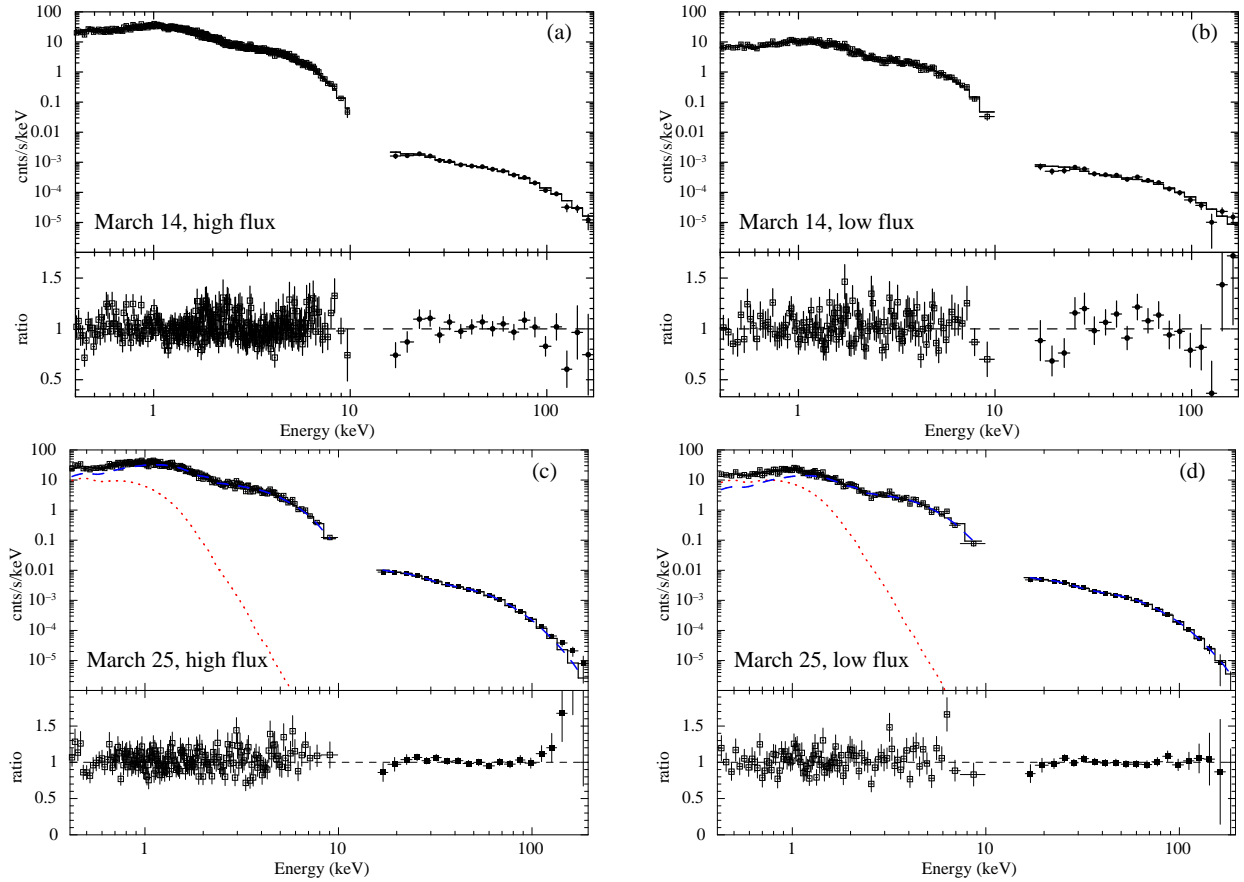 100
10
1
0.1
0.01
10⁻³
10⁻⁴
10⁻⁵
cnts/s/keV
(a)
March 14, high flux
1.5
1
0.5
ratio
1 10 100
Energy (keV)
100
10
1
0.1
0.01
10⁻³
10⁻⁴
10⁻⁵
cnts/s/keV
(b)
March 14, low flux
1.5
1
0.5
ratio
1 10 100
Energy (keV)
100
10
1
0.1
0.01
10⁻³
10⁻⁴
10⁻⁵
cnts/s/keV
(c)
March 25, high flux
1.5
1
0.5
0
ratio
1 10 100
Energy (keV)
100
10
1
0.1
0.01
10⁻³
10⁻⁴
10⁻⁵
cnts/s/keV
(d)
March 25, low flux
1.5
1
0.5
0
ratio
1 10 100
Energy (keV)